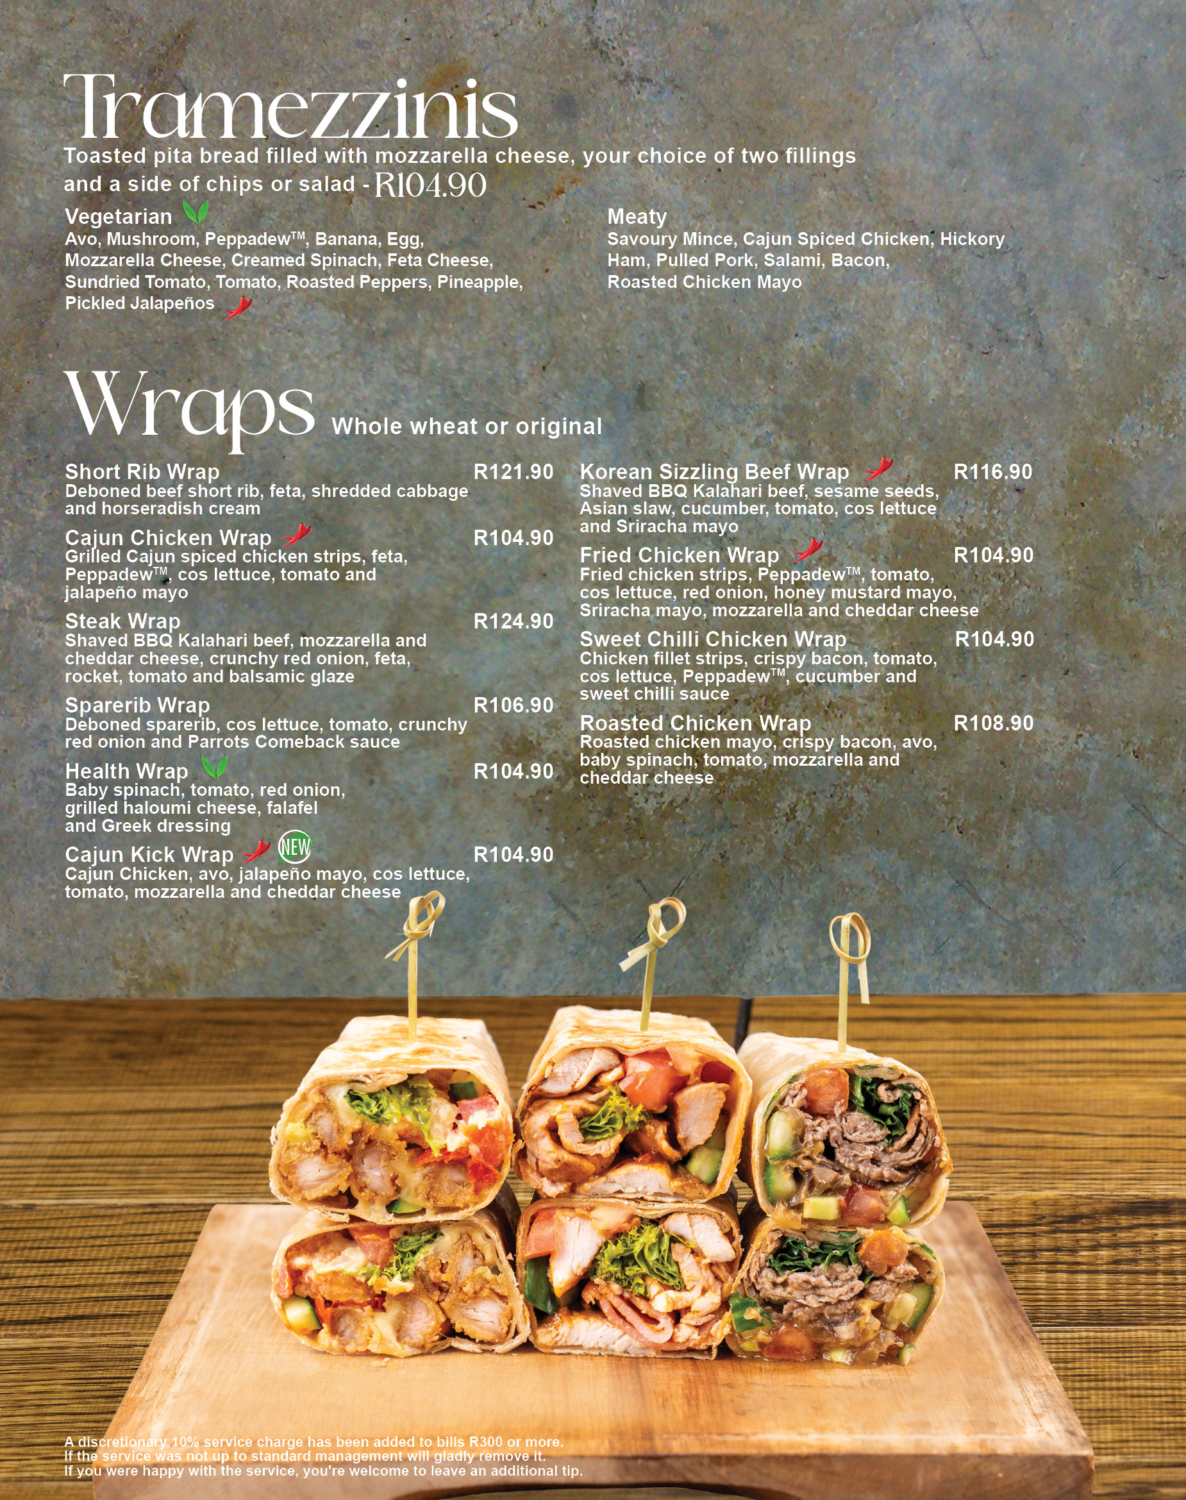 Tramezzinis
Toasted pita bread filled with mozzarella cheese, your choice of two fillings
and a side of chips or salad - R104.90
Vegetarian
Avo, Mushroom, Peppadew™, Banana, Egg,
Mozzarella Cheese, Creamed Spinach, Feta Cheese,
Sundried Tomato, Tomato, Roasted Peppers, Pineapple,
Pickled Jalapeños
Meaty
Savoury Mince, Cajun Spiced Chicken, Hickory
Ham, Pulled Pork, Salami, Bacon,
Roasted Chicken Mayo
Wraps Whole wheat or original
Short Rib Wrap R121.90
Deboned beef short rib, feta, shredded cabbage
and horseradish cream
Cajun Chicken Wrap R104.90
Grilled Cajun spiced chicken strips, feta,
Peppadew™, cos lettuce, tomato and
jalapeño mayo
Steak Wrap R124.90
Shaved BBQ Kalahari beef, mozzarella and
cheddar cheese, crunchy red onion, feta,
rocket, tomato and balsamic glaze
Sparerib Wrap R106.90
Deboned sparerib, cos lettuce, tomato, crunchy
red onion and Parrots Comeback sauce
Health Wrap R104.90
Baby spinach, tomato, red onion,
grilled haloumi cheese, falafel
and Greek dressing
Cajun Kick Wrap NEW R104.90
Cajun Chicken, avo, jalapeño mayo, cos lettuce,
tomato, mozzarella and cheddar cheese
Korean Sizzling Beef Wrap R116.90
Shaved BBQ Kalahari beef, sesame seeds,
Asian slaw, cucumber, tomato, cos lettuce
and Sriracha mayo
Fried Chicken Wrap R104.90
Fried chicken strips, Peppadew™, tomato,
cos lettuce, red onion, honey mustard mayo,
Sriracha mayo, mozzarella and cheddar cheese
Sweet Chilli Chicken Wrap R104.90
Chicken fillet strips, crispy bacon, tomato,
cos lettuce, Peppadew™, cucumber and
sweet chilli sauce
Roasted Chicken Wrap R108.90
Roasted chicken mayo, crispy bacon, avo,
baby spinach, tomato, mozzarella and
cheddar cheese
A discretionary 10% service charge has been added to bills R300 or more.
If the service was not up to standard management will gladly remove it.
If you were happy with the service, you're welcome to leave an additional tip.